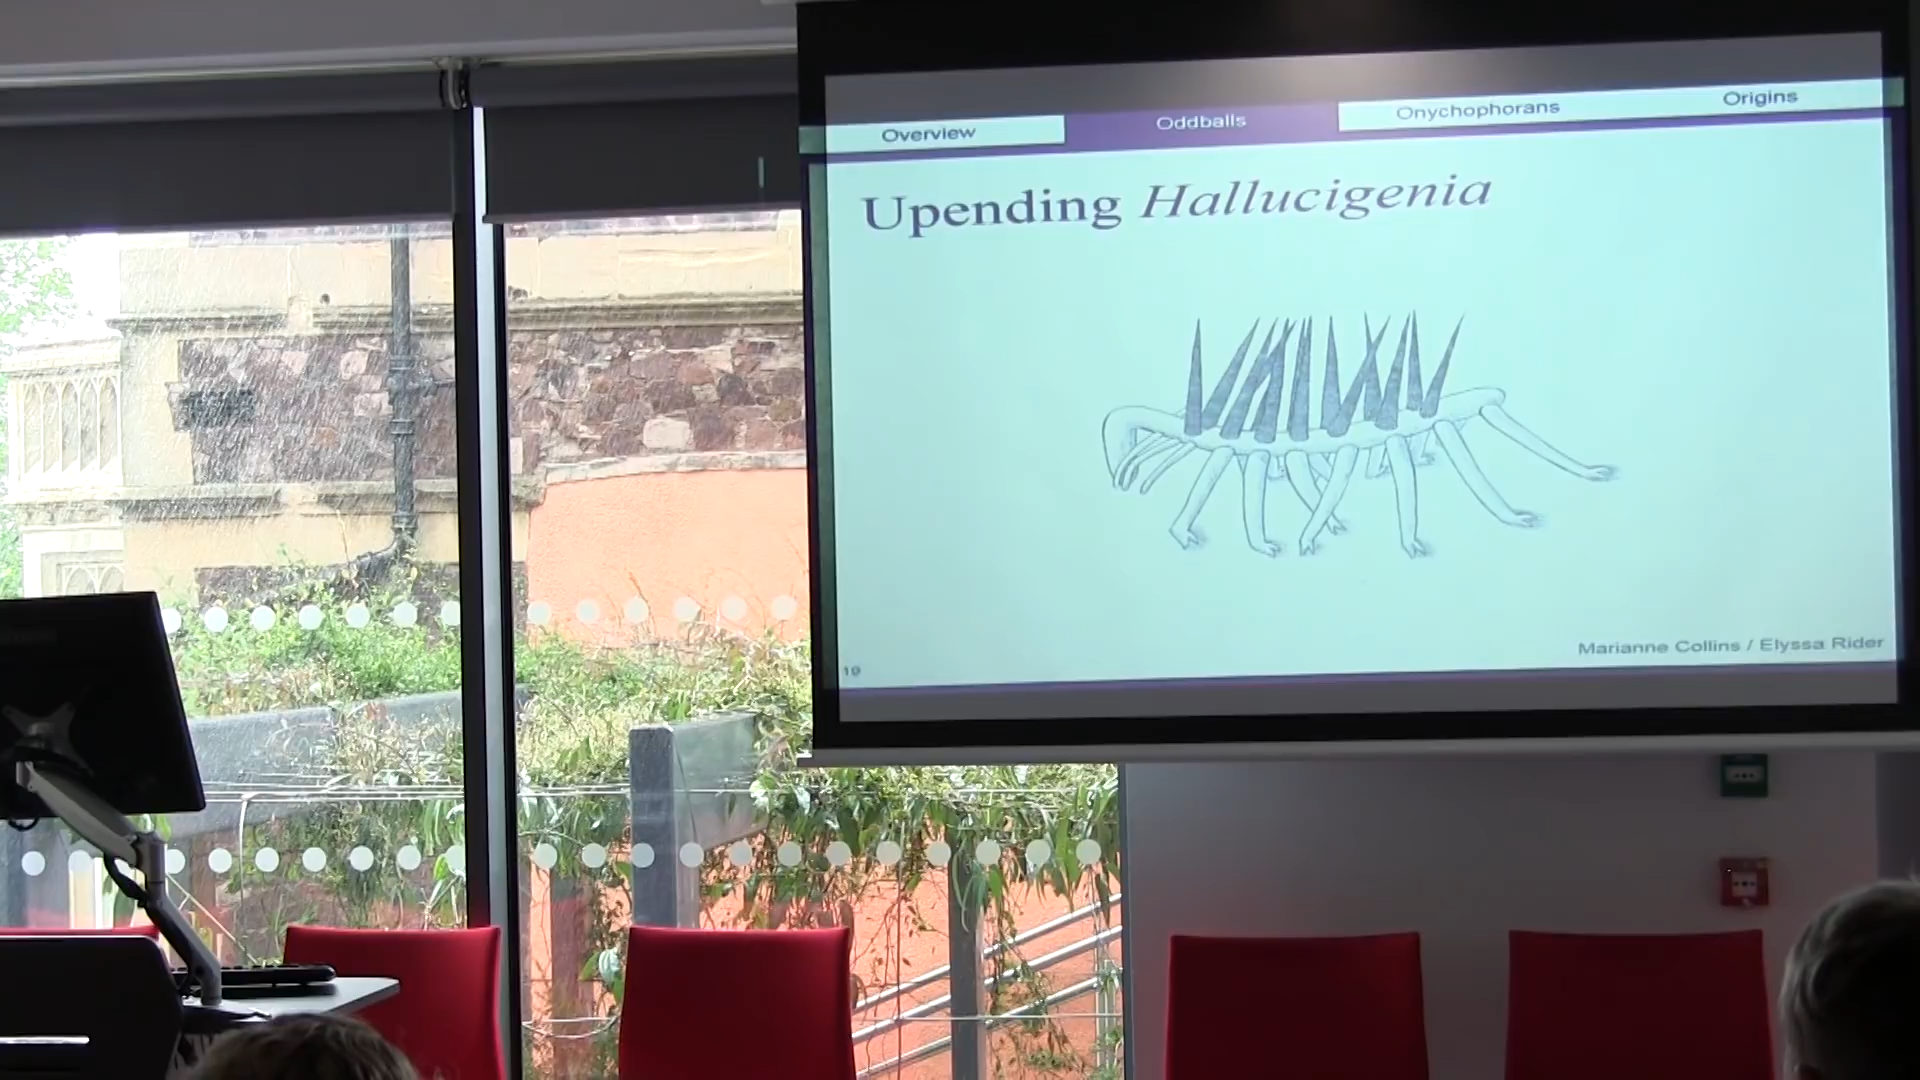 Overview Oddballs Onychophorans Origins
Upending Hallucigenia
Marianne Collins / Elyssa Rider
19